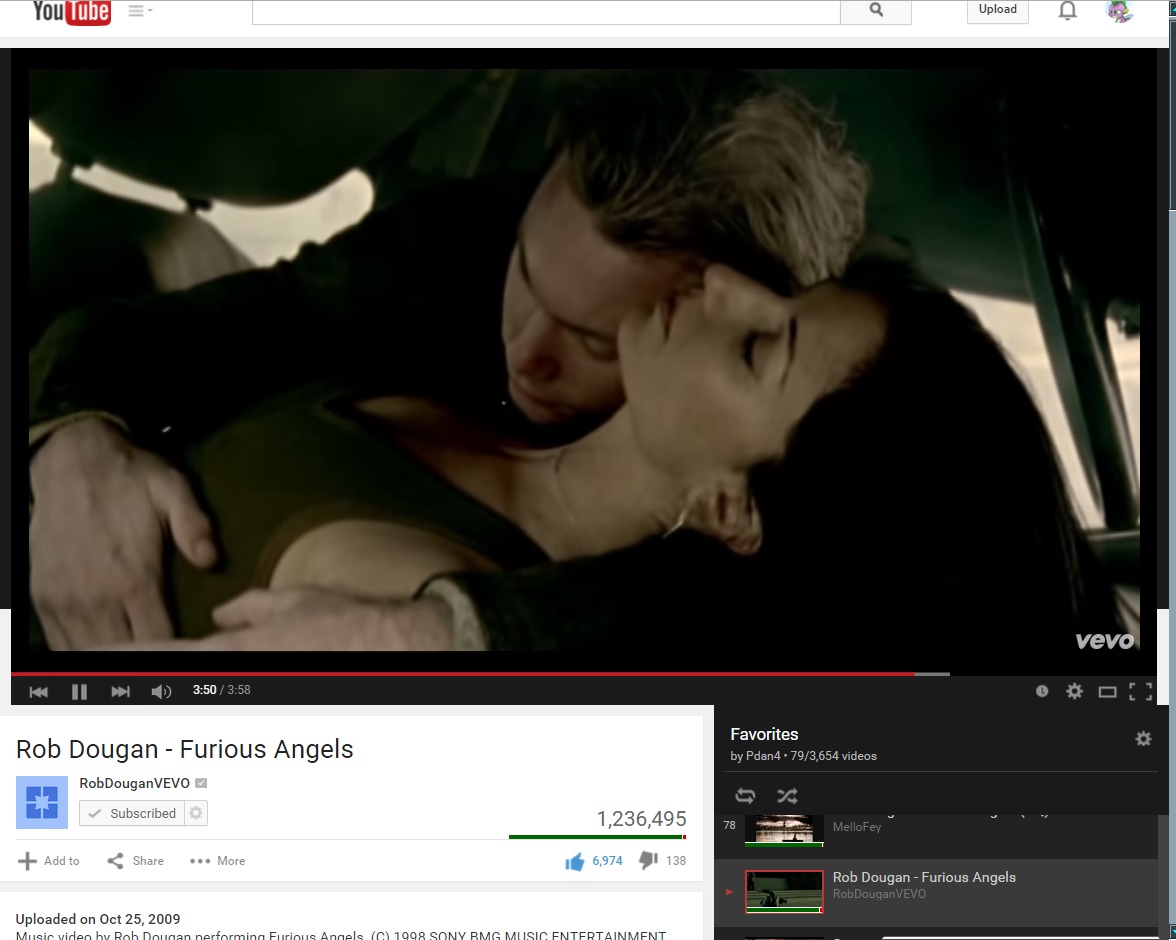 YouTube
Upload
vevo
3:50 / 3:58
Rob Dougan - Furious Angels
RobDouganVEVO
Subscribed
1,236,495
Add to Share More
6,974 138
Uploaded on Oct 25, 2009
Music video by Rob Dougan performing Furious Angels. (C) 1998 SONY BMG MUSIC ENTERTAINMENT
Favorites
by Pdan4 • 79/3,654 videos
78
MelloFey
Rob Dougan - Furious Angels
RobDouganVEVO